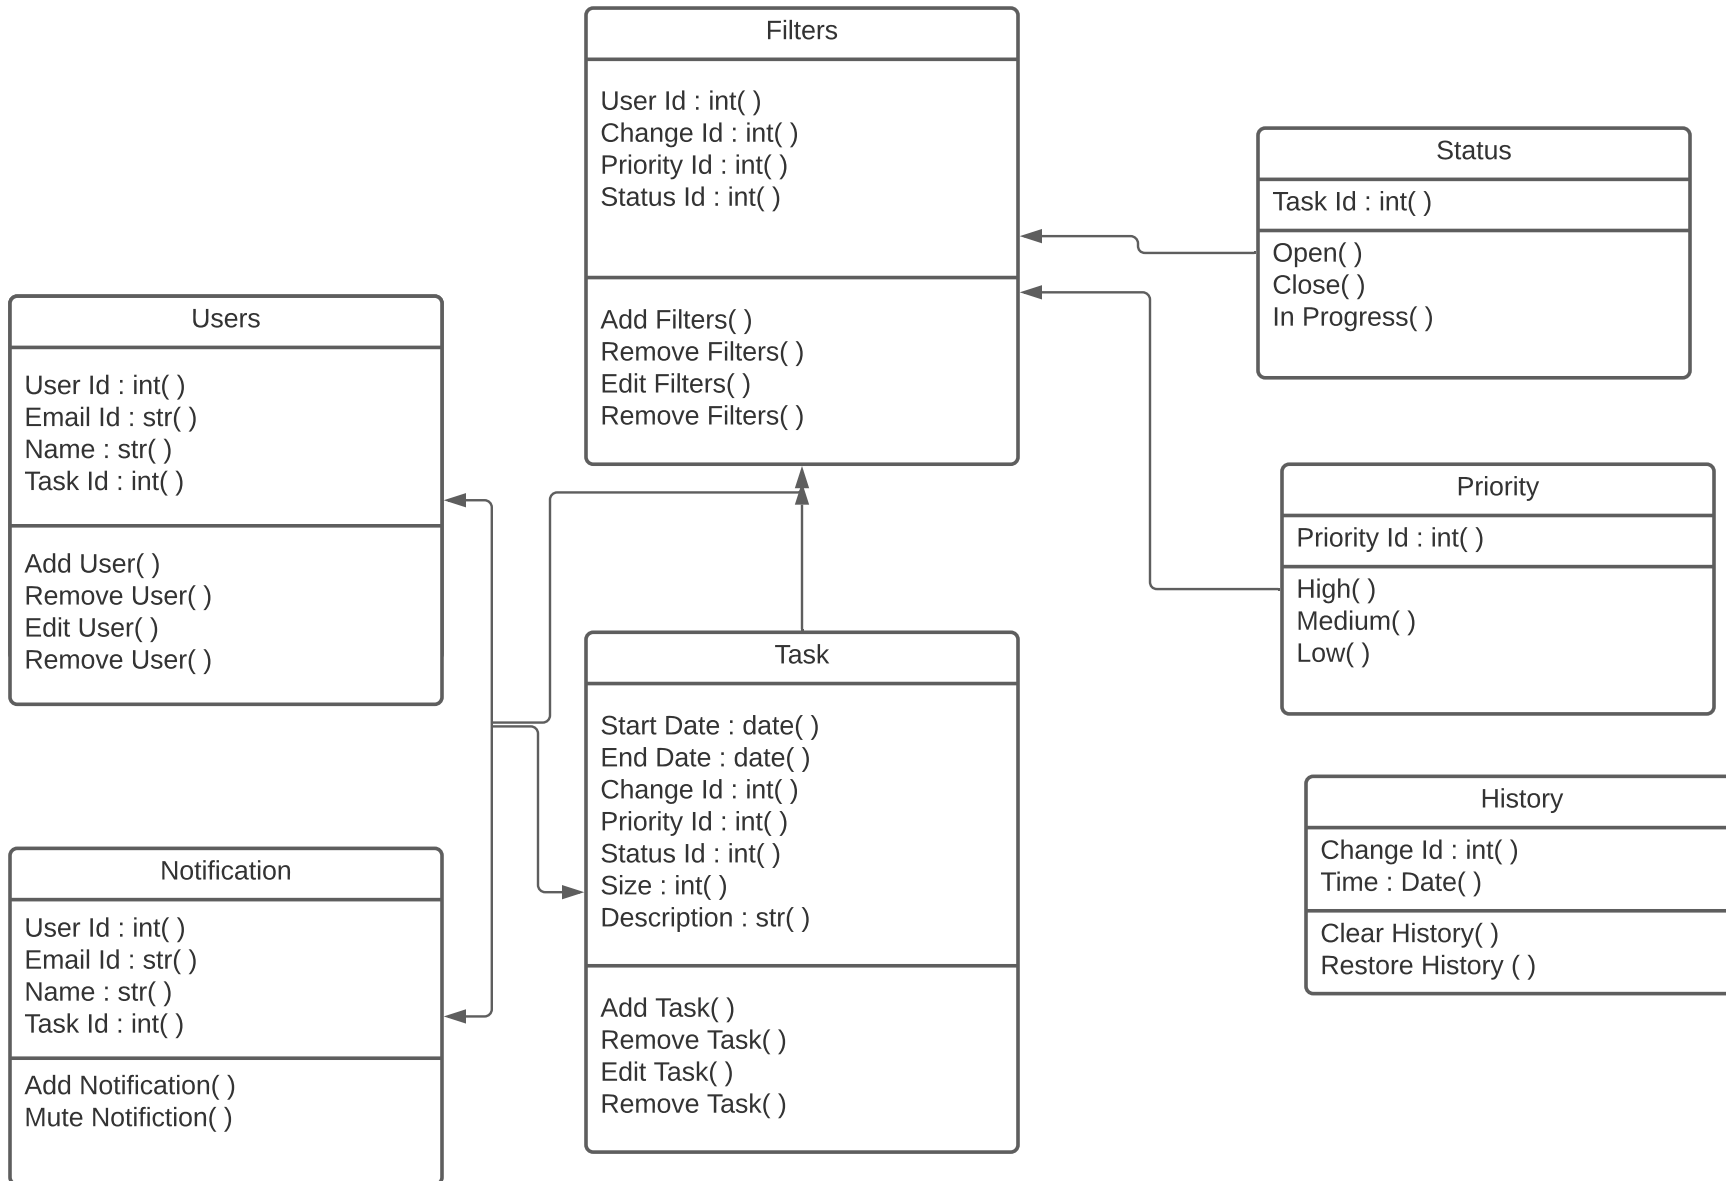 Filters
User Id : int( )
Change Id : int( )
Priority Id : int( )
Status Id : int( )
Add Filters( )
Remove Filters( )
Edit Filters( )
Remove Filters( )
Status
Task Id : int( )
Open( )
Close( )
In Progress( )
Users
User Id : int( )
Email Id : str( )
Name : str( )
Task Id : int( )
Add User( )
Remove User( )
Edit User( )
Remove User( )
Priority
Priority Id : int( )
High( )
Medium( )
Low( )
Task
Start Date : date( )
End Date : date( )
Change Id : int( )
Priority Id : int( )
Status Id : int( )
Size : int( )
Description : str( )
Add Task( )
Remove Task( )
Edit Task( )
Remove Task( )
History
Change Id : int( )
Time : Date( )
Clear History( )
Restore History ( )
Notification
User Id : int( )
Email Id : str( )
Name : str( )
Task Id : int( )
Add Notification( )
Mute Notifiction( )